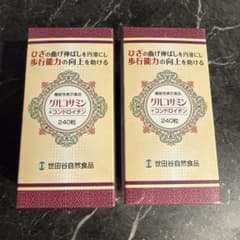 ひざの曲げ伸ばしを円滑にし
歩行能力の向上を助ける
機能性表示食品
グルコサミン
+コンドロイチン
240粒
世田谷自然食品
ひざの曲げ伸ばしを円滑にし
歩行能力の向上を助ける
機能性表示食品
グルコサミン
+コンドロイチン
240粒
世田谷自然食品